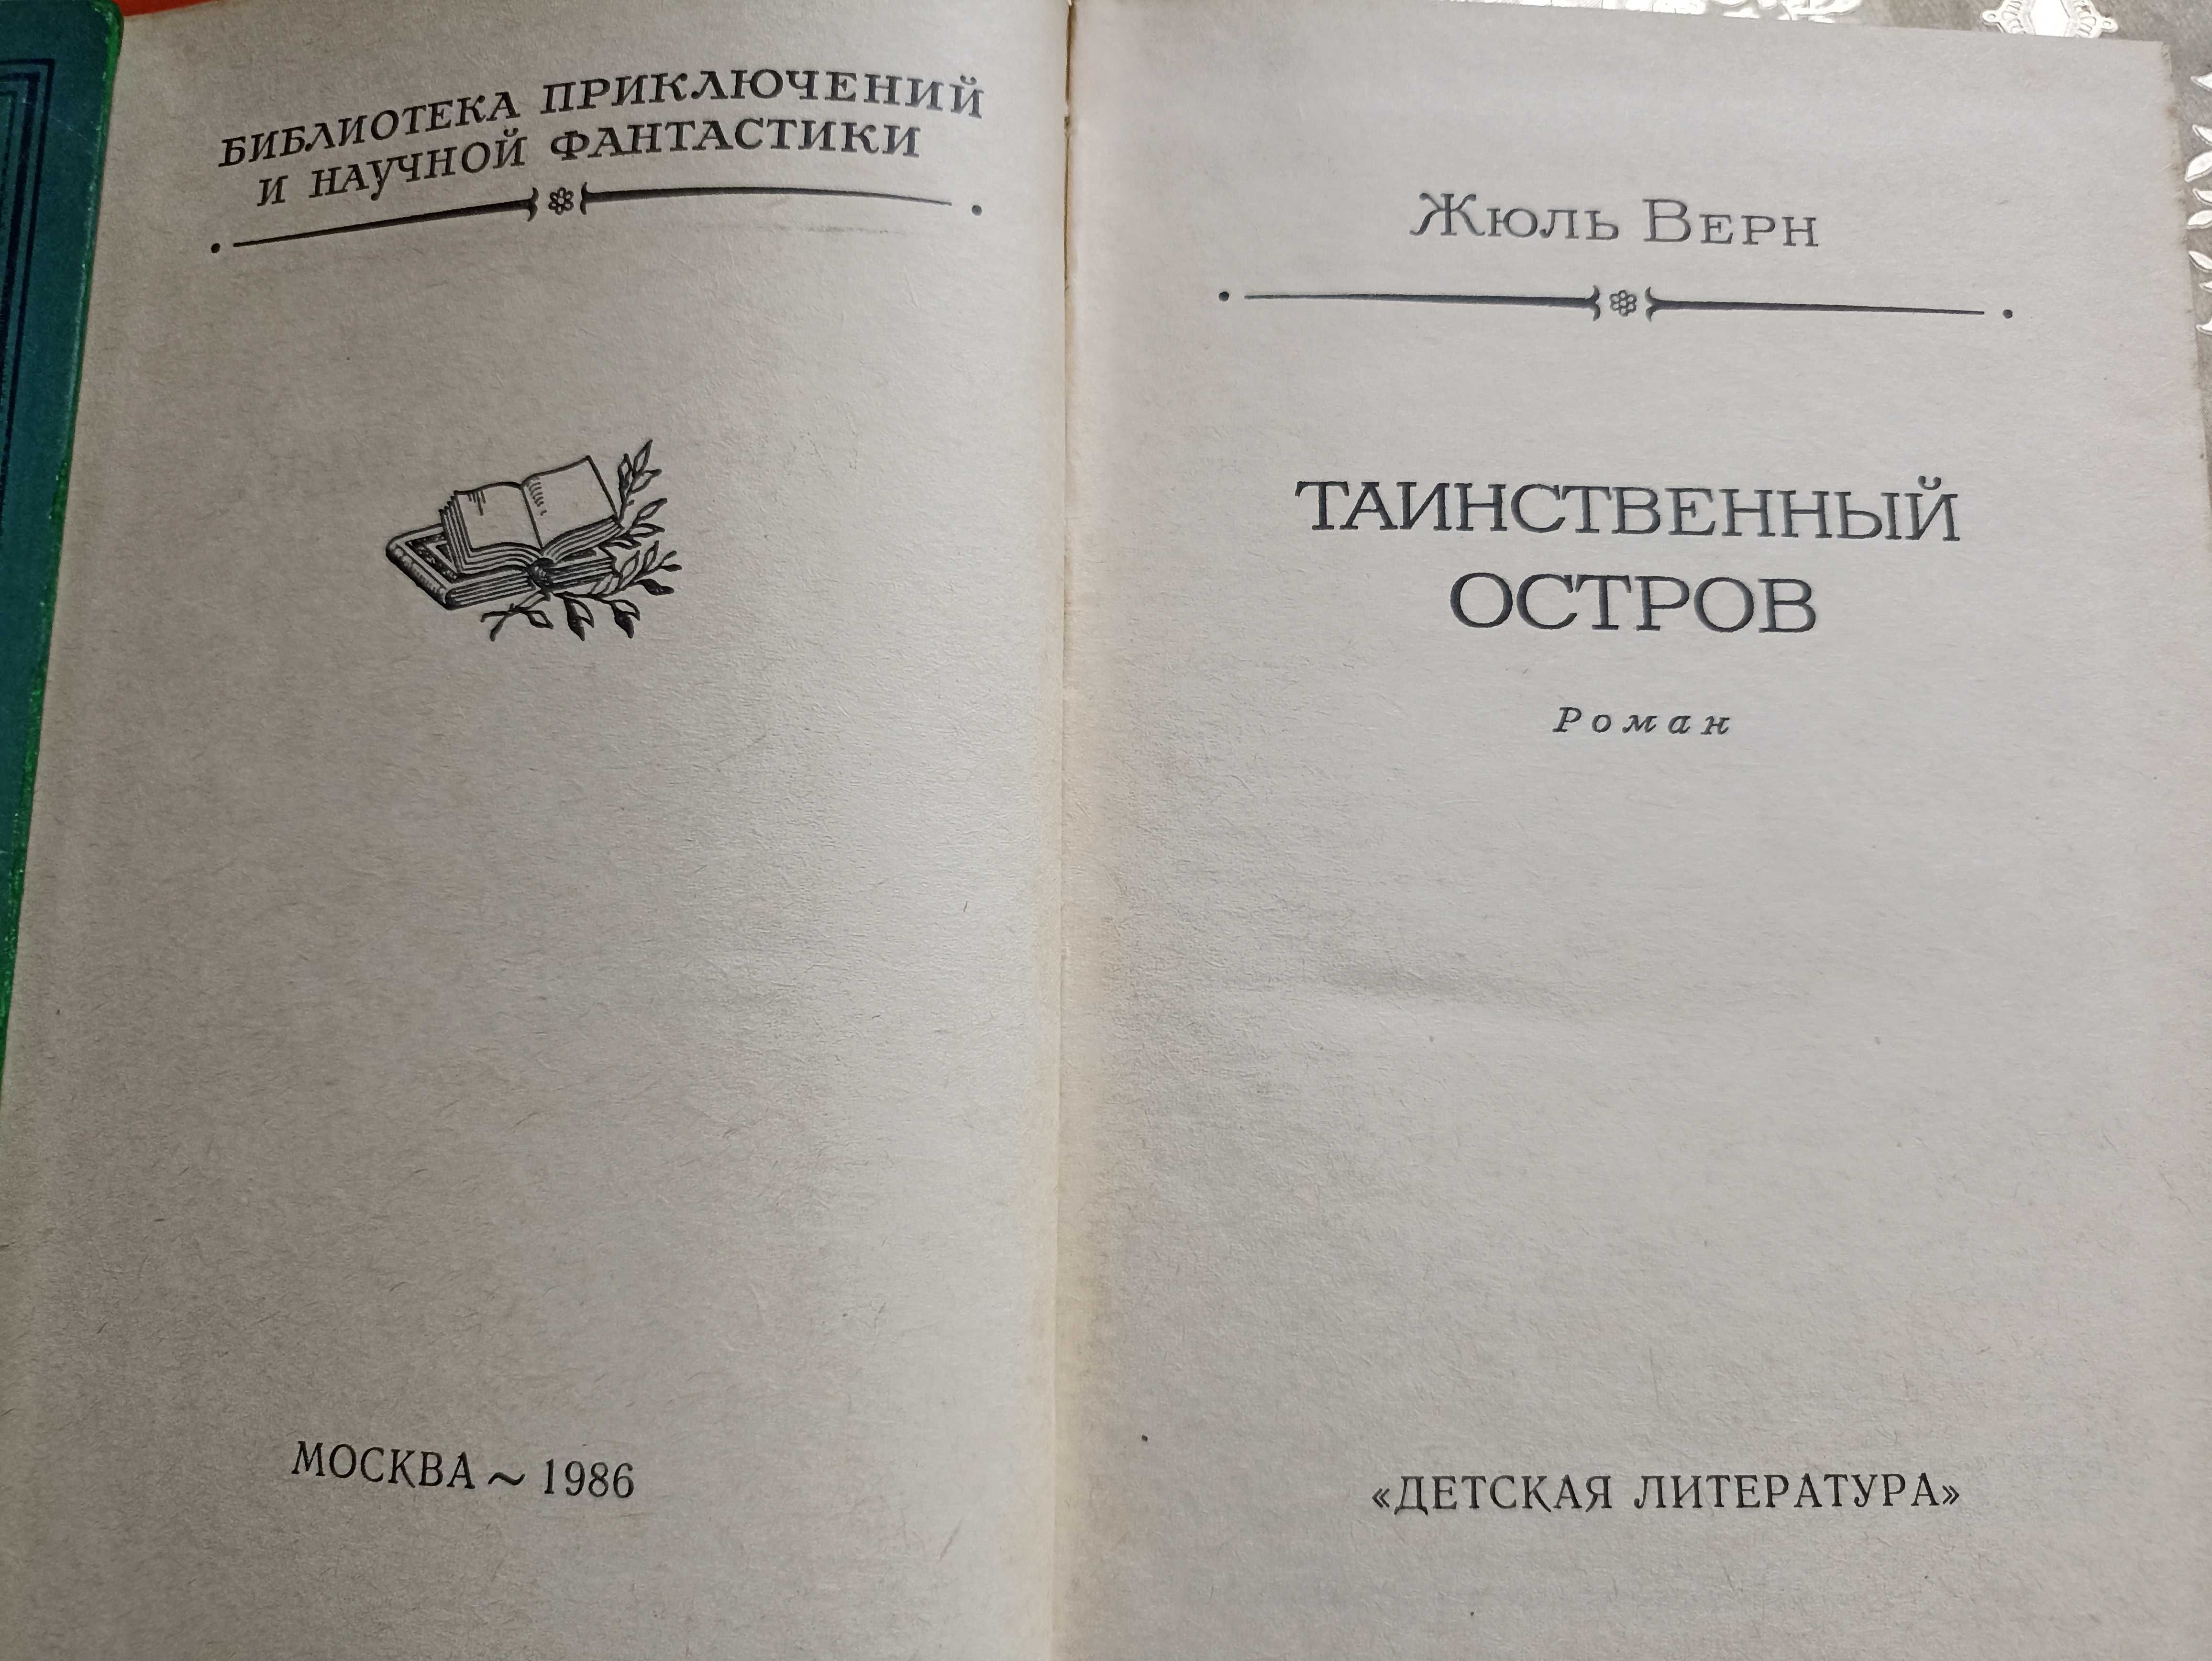 БИБЛИОТЕКА ПРИКЛЮЧЕНИЙ
И НАУЧНОЙ ФАНТАСТИКИ
МОСКВА ~ 1986
Жюль Верн
ТАИНСТВЕННЫЙ
ОСТРОВ
Роман
«ДЕТСКАЯ ЛИТЕРАТУРА»